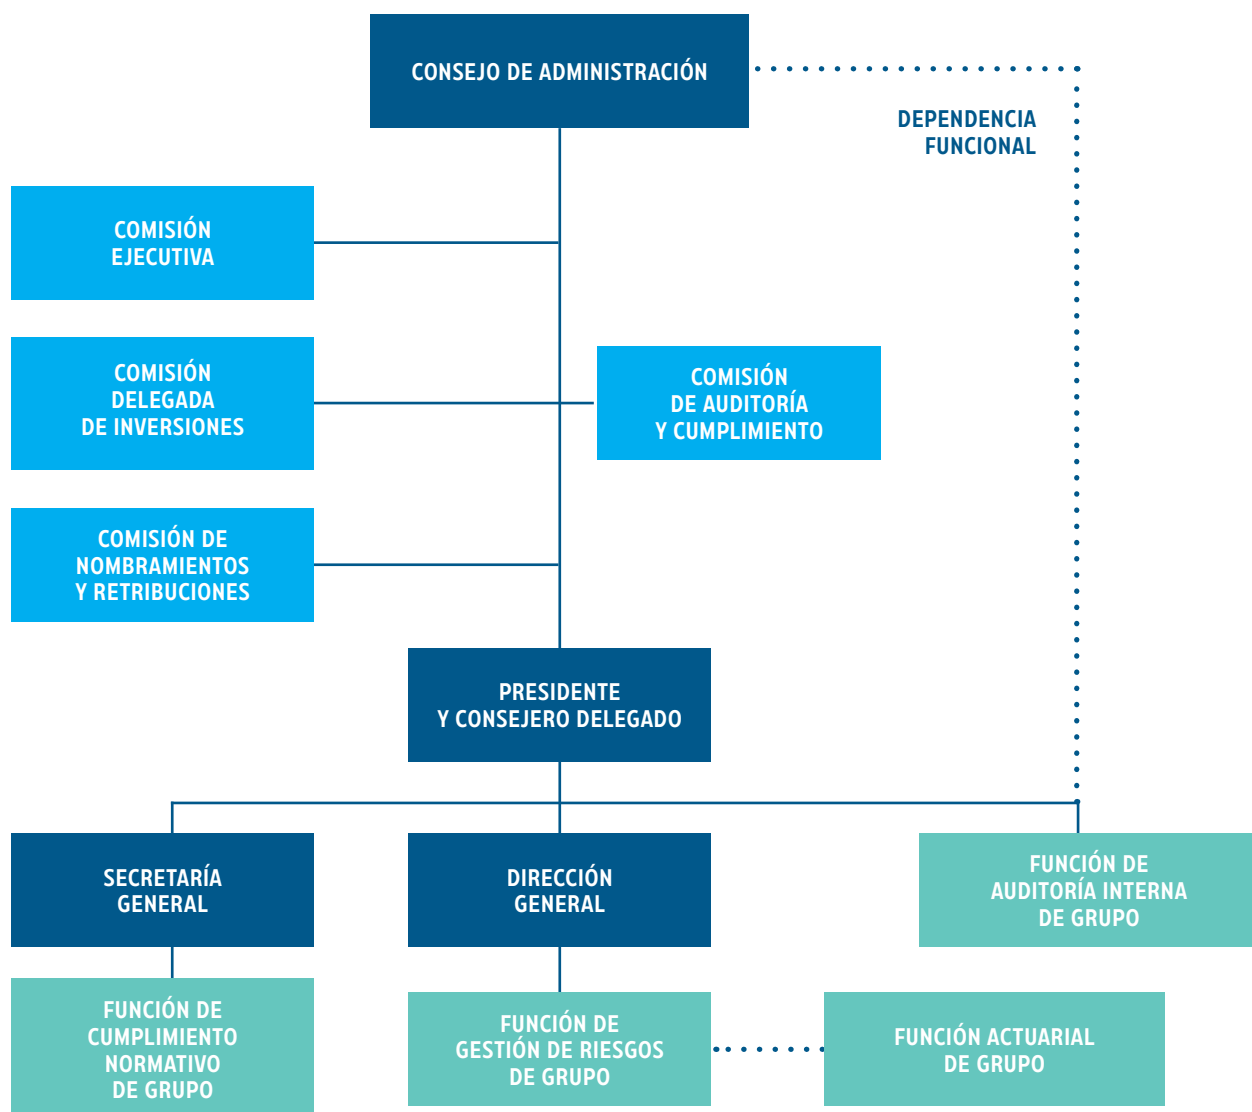 CONSEJO DE ADMINISTRACIÓN
DEPENDENCIA
FUNCIONAL
COMISIÓN
EJECUTIVA
COMISIÓN
DELEGADA
DE INVERSIONES
COMISIÓN
DE AUDITORÍA
Y CUMPLIMIENTO
COMISIÓN DE
NOMBRAMIENTOS
Y RETRIBUCIONES
PRESIDENTE
Y CONSEJERO DELEGADO
SECRETARÍA
GENERAL
DIRECCIÓN
GENERAL
FUNCIÓN DE
AUDITORÍA INTERNA
DE GRUPO
FUNCIÓN DE
CUMPLIMIENTO
NORMATIVO
DE GRUPO
FUNCIÓN DE
GESTIÓN DE RIESGOS
DE GRUPO
FUNCIÓN ACTUARIAL
DE GRUPO